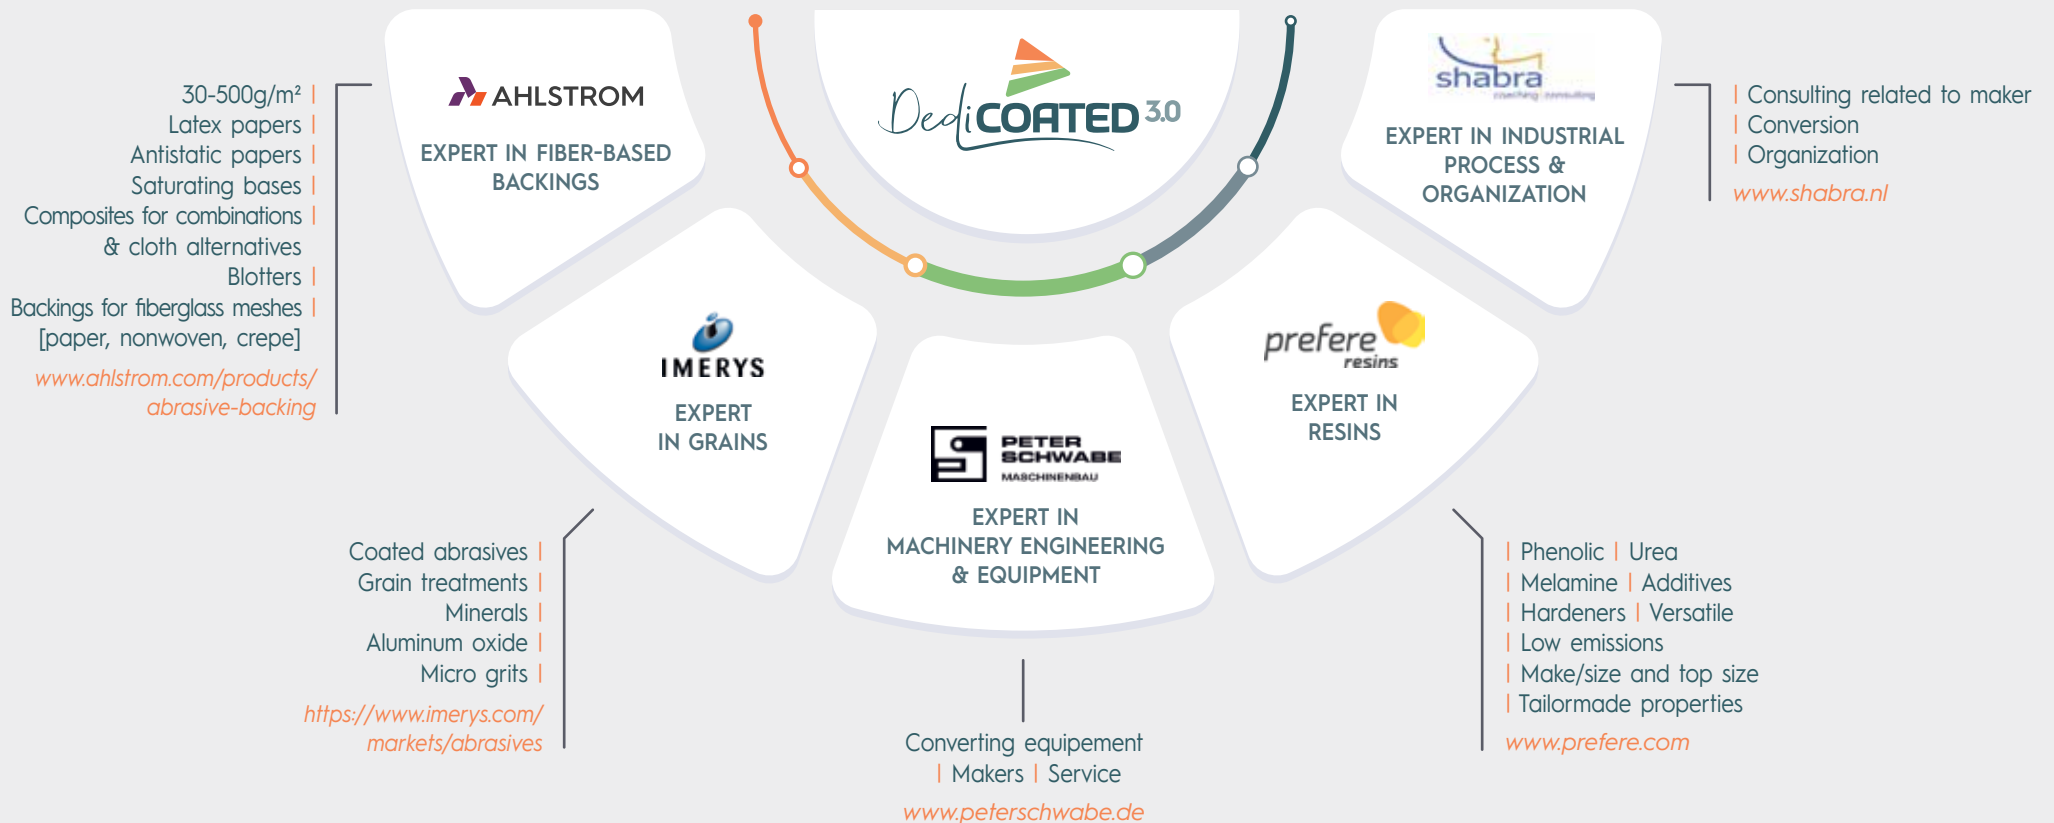 DediCOATED 3.0
AHLSTROM
EXPERT IN FIBER-BASED
BACKINGS
30-500g/m² |
Latex papers |
Antistatic papers |
Saturating bases |
Composites for combinations |
& cloth alternatives
Blotters |
Backings for fiberglass meshes |
[paper, nonwoven, crepe]
www.ahlstrom.com/products/
abrasive-backing
IMERYS
EXPERT
IN GRAINS
Coated abrasives |
Grain treatments |
Minerals |
Aluminum oxide |
Micro grits |
https://www.imerys.com/
markets/abrasives
PETER
SCHWABE
MASCHINENBAU
EXPERT IN
MACHINERY ENGINEERING
& EQUIPMENT
Converting equipement
| Makers | Service
www.peterschwabe.de
prefere
resins
EXPERT IN
RESINS
| Phenolic | Urea
| Melamine | Additives
| Hardeners | Versatile
| Low emissions
| Make/size and top size
| Tailormade properties
www.prefere.com
shabra
coaching consulting
EXPERT IN INDUSTRIAL
PROCESS &
ORGANIZATION
| Consulting related to maker
| Conversion
| Organization
www.shabra.nl